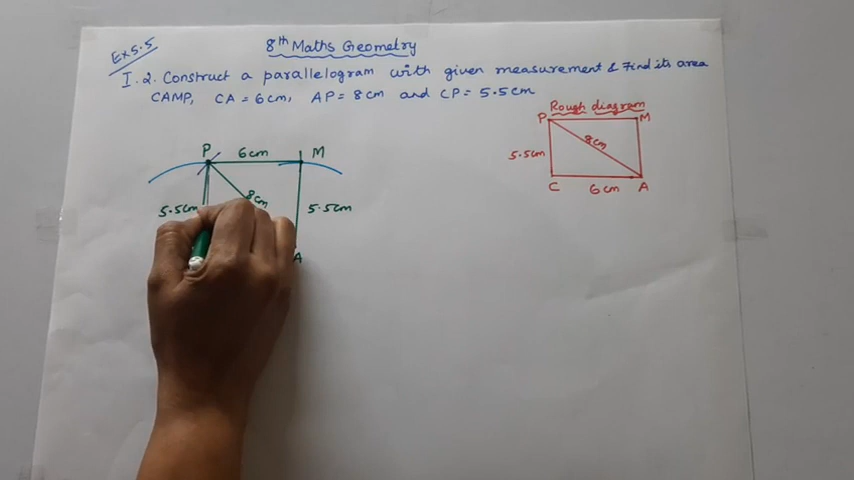 Ex 5.5
8th Maths Geometry
I. 2. Construct a parallelogram with given measurement & Find its area
CAMP, CA = 6cm, AP = 8cm and CP = 5.5cm
Rough diagram
P M
8cm
5.5cm
C 6cm A
P 6cm M
8cm
5.5cm 5.5cm
A